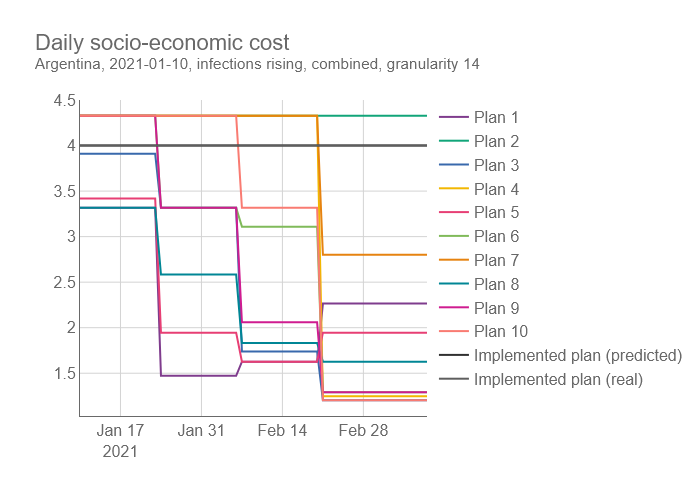 Daily socio-economic cost
Argentina, 2021-01-10, infections rising, combined, granularity 14
4.5
4
3.5
3
2.5
2
1.5
Jan 17
2021
Jan 31
Feb 14
Feb 28
Plan 1
Plan 2
Plan 3
Plan 4
Plan 5
Plan 6
Plan 7
Plan 8
Plan 9
Plan 10
Implemented plan (predicted)
Implemented plan (real)